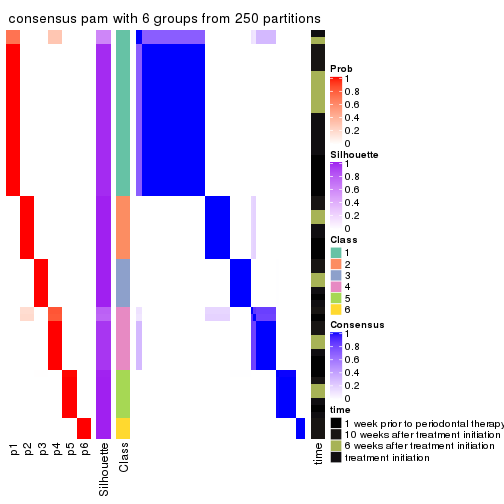 consensus pam with 6 groups from 250 partitions
Prob
1
0.8
0.6
0.4
0.2
0
Silhouette
1
0.8
0.6
0.4
0.2
0
Class
1
2
3
4
5
6
Consensus
1
0.8
0.6
0.4
0.2
0
time
1 week prior to periodontal therapy
10 weeks after treatment initiation
6 weeks after treatment initiation
treatment initiation
p1
p2
p3
p4
p5
p6
Silhouette
Class
time